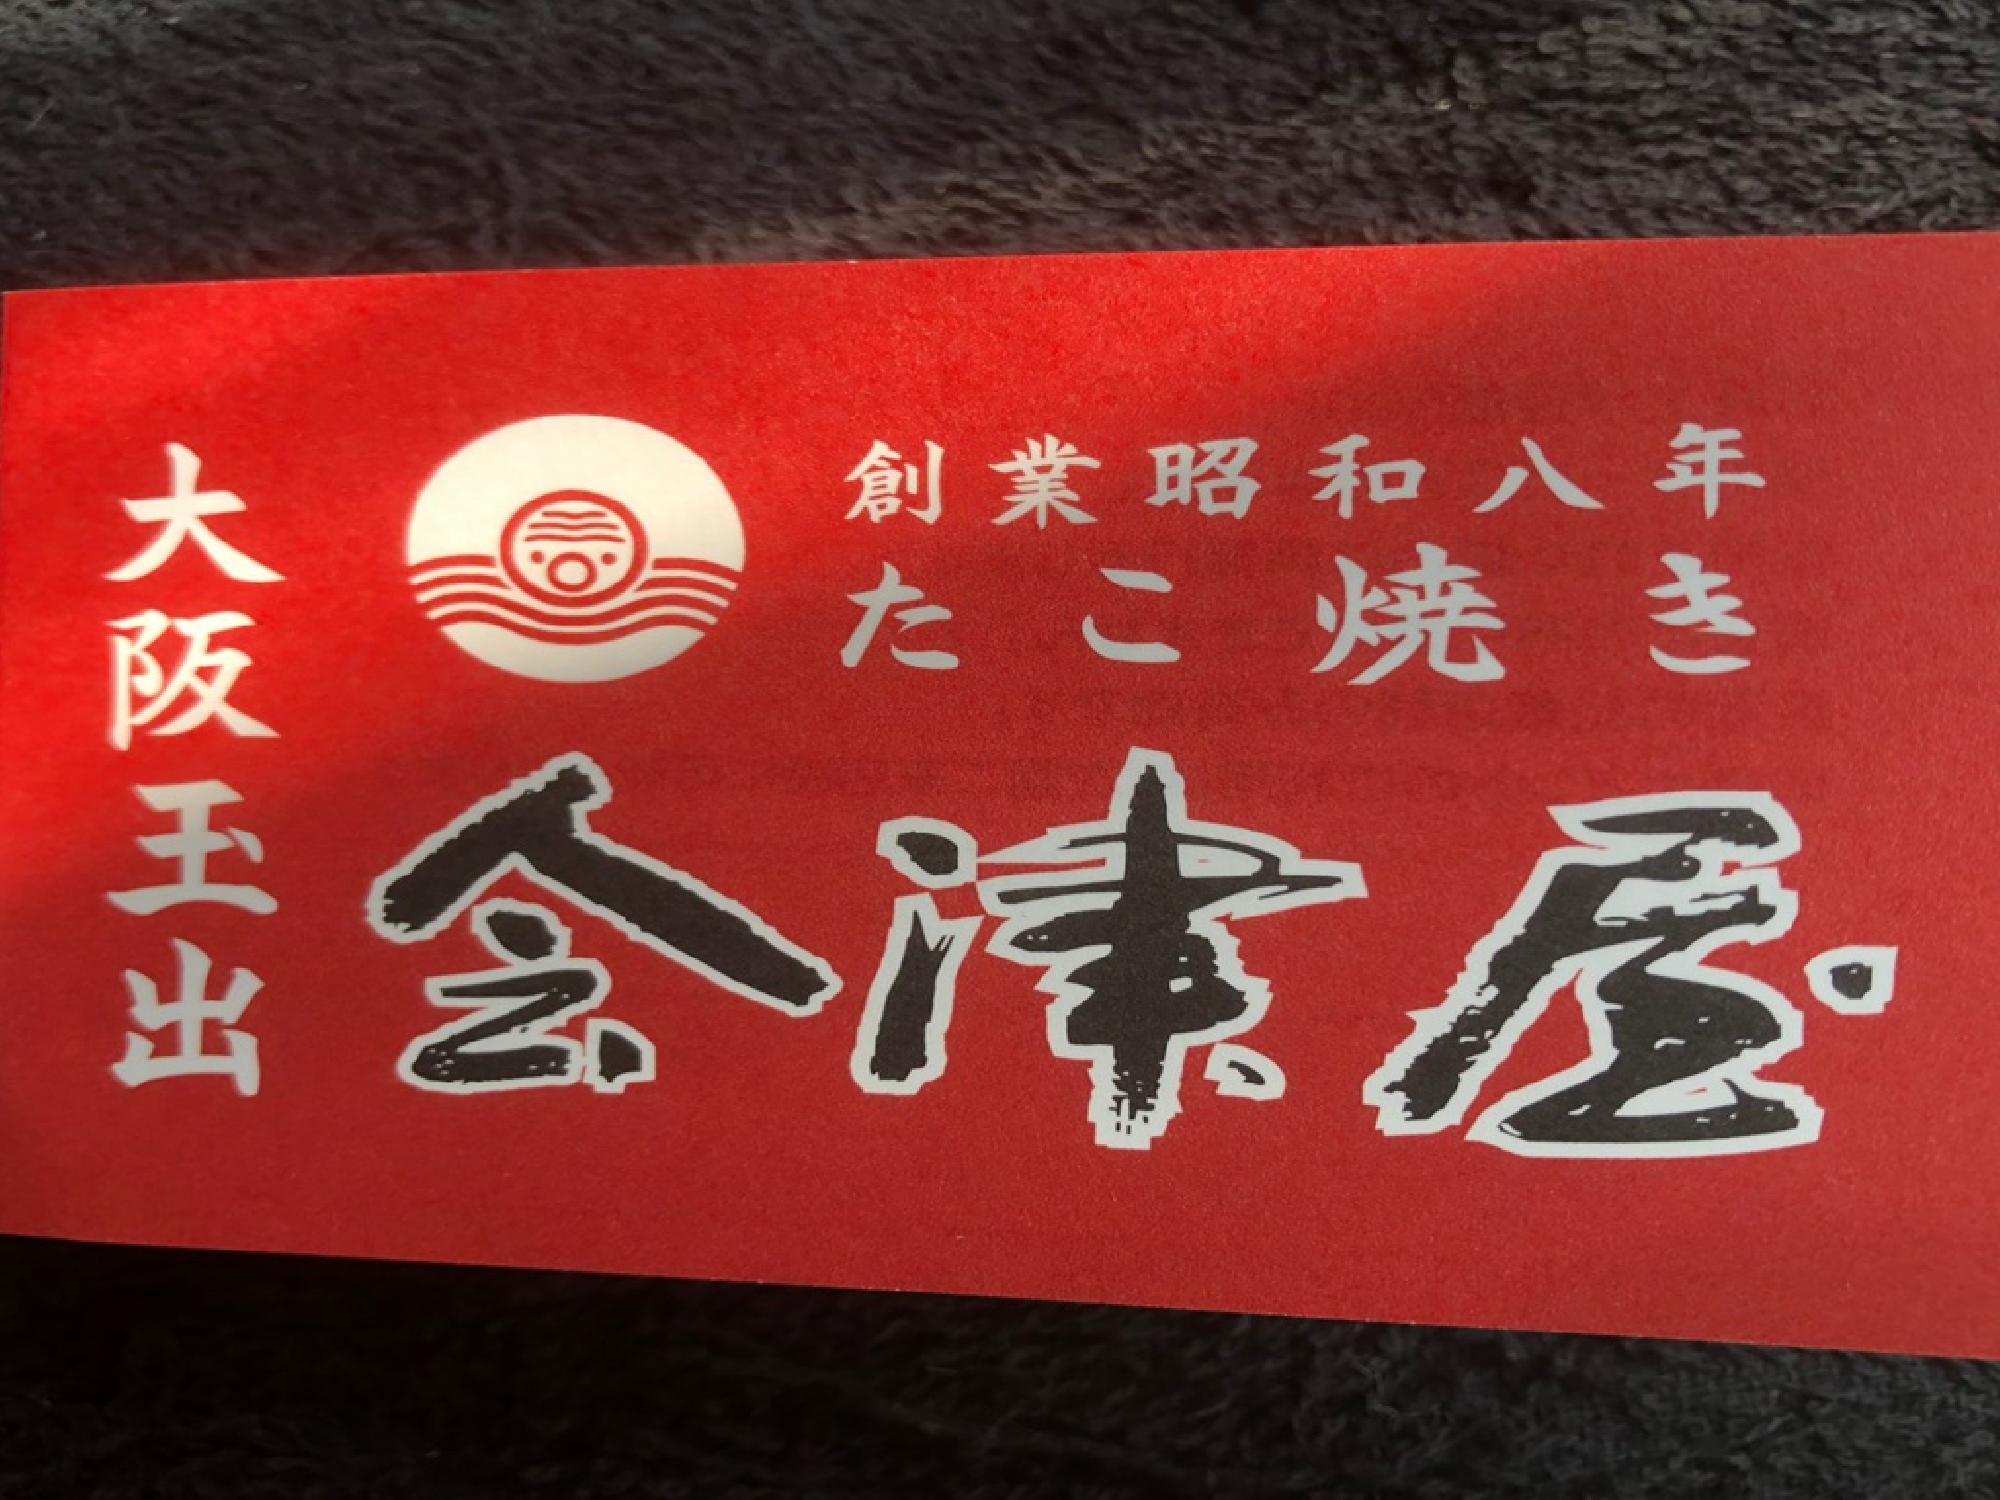 大阪玉出
創業昭和八年
たこ焼き
会津屋